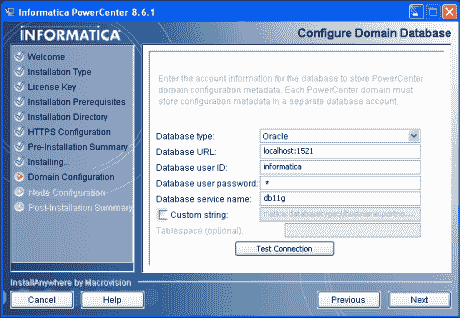 Informatica PowerCenter 8.6.1
INFORMATICA
Configure Domain Database
Welcome
Installation Type
License Key
Installation Prerequisites
Installation Directory
HTTPS Configuration
Pre-Installation Summary
Installing...
Domain Configuration
Node Configuration
Post-Installation Summary
Enter the account information for the database to store PowerCenter
domain configuration metadata. Each PowerCenter domain must
store configuration metadata in a separate database account.
Database type: Oracle
Database URL: localhost:1521
Database user ID: informatica
Database user password: *
Database service name: db11g
Custom string:
Tablespace (optional):
Test Connection
InstallAnywhere by Macrovision
Cancel Help Previous Next